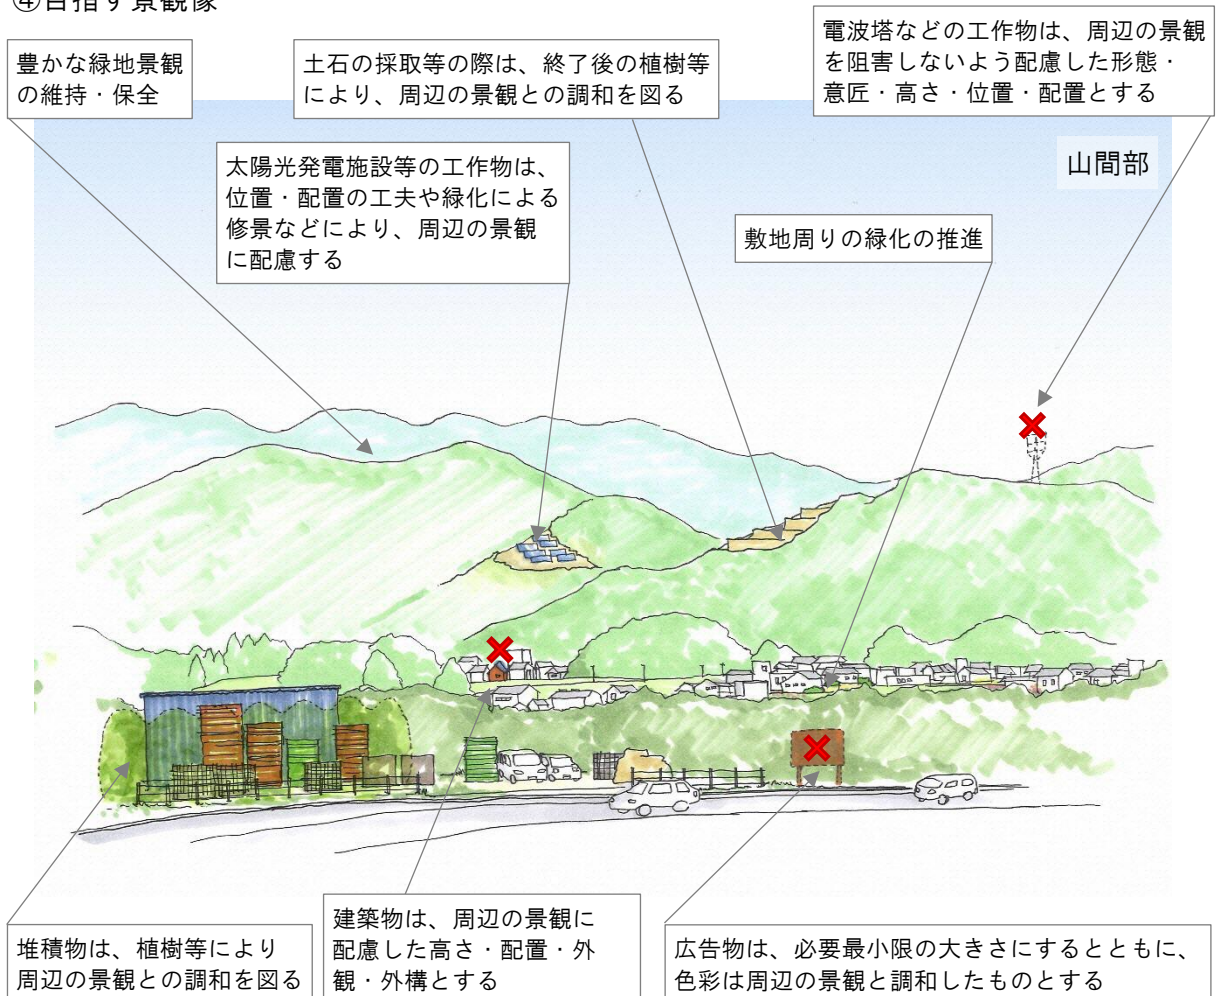 ④目指す景観像
豊かな緑地景観
の維持・保全
土石の採取等の際は、終了後の植樹等
により、周辺の景観との調和を図る
電波塔などの工作物は、周辺の景観
を阻害しないよう配慮した形態・
意匠・高さ・位置・配置とする
山間部
太陽光発電施設等の工作物は、
位置・配置の工夫や緑化による
修景などにより、周辺の景観
に配慮する
敷地周りの緑化の推進
堆積物は、植樹等により
周辺の景観との調和を図る
建築物は、周辺の景観に
配慮した高さ・配置・外
観・外構とする
広告物は、必要最小限の大きさにするとともに、
色彩は周辺の景観と調和したものとする